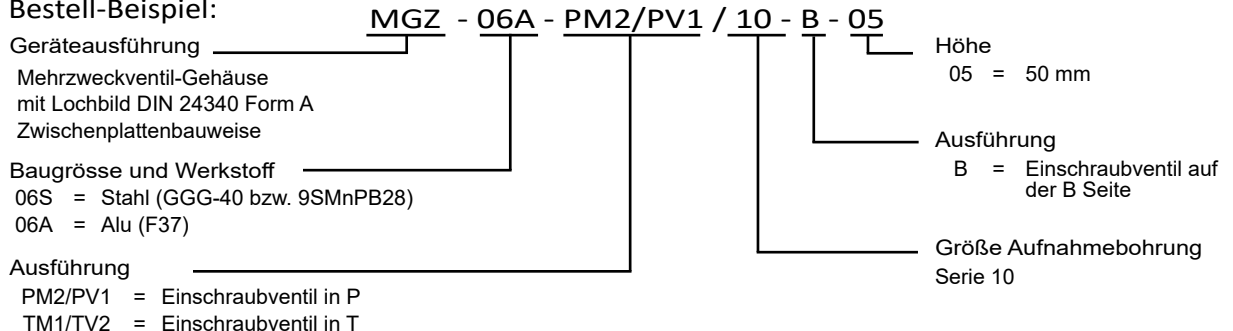 Bestell-Beispiel:
MGZ - 06A - PM2/PV1 / 10 - B - 05
Geräteausführung
Mehrzweckventil-Gehäuse
mit Lochbild DIN 24340 Form A
Zwischenplattenbauweise
Baugrösse und Werkstoff
06S = Stahl (GGG-40 bzw. 9SMnPB28)
06A = Alu (F37)
Ausführung
PM2/PV1 = Einschraubventil in P
TM1/TV2 = Einschraubventil in T
Höhe
05 = 50 mm
Ausführung
B = Einschraubventil auf
der B Seite
Größe Aufnahmebohrung
Serie 10